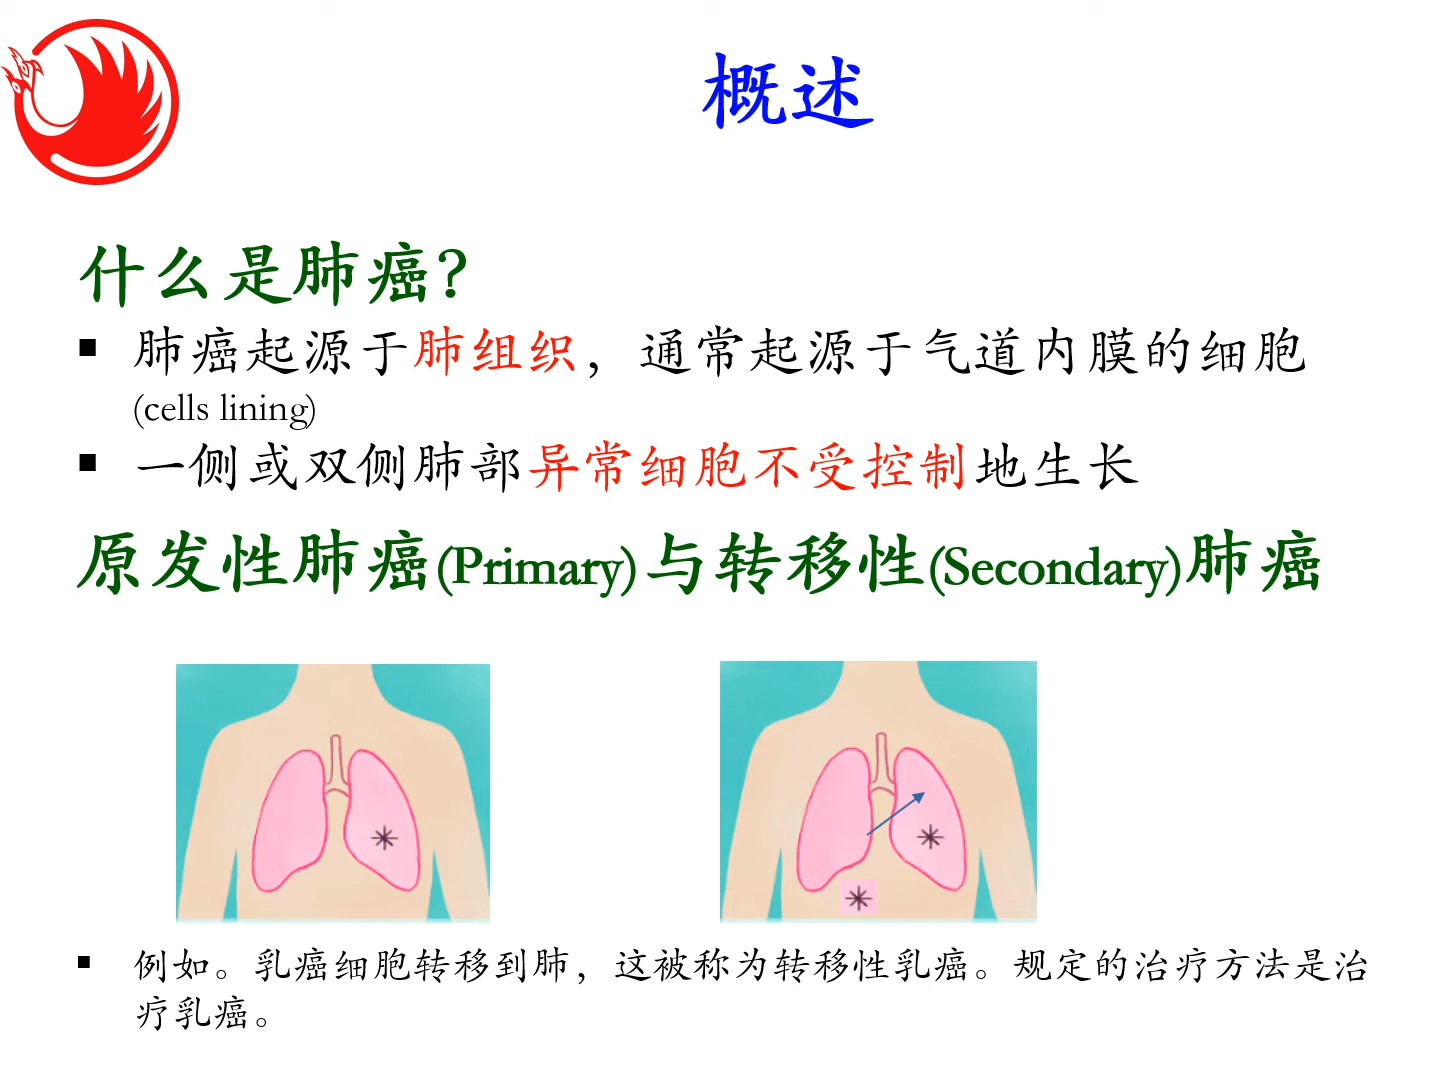 概述
什么是肺癌?
▪ 肺癌起源于肺组织，通常起源于气道内膜的细胞
(cells lining)
▪ 一侧或双侧肺部异常细胞不受控制地生长
原发性肺癌(Primary)与转移性(Secondary)肺癌
▪ 例如。乳癌细胞转移到肺，这被称为转移性乳癌。规定的治疗方法是治
疗乳癌。